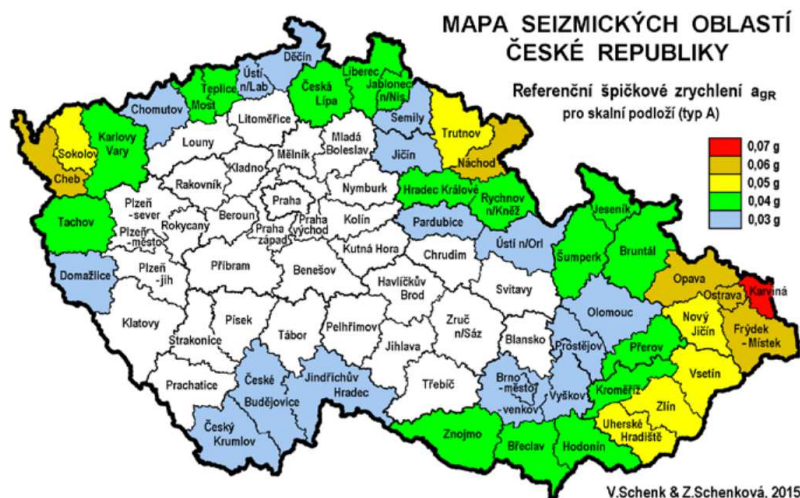 MAPA SEIZMICKÝCH OBLASTÍ
ČESKÉ REPUBLIKY
Referenční špičkové zrychlení aGR
pro skalní podloží (typ A)
0,07 g
0,06 g
0,05 g
0,04 g
0,03 g
Děčín
Ústí
n/Lab
Teplice
Most
Chomutov
Česká
Lípa
Liberec
Jablonec
n/Nis
Semily
Trutnov
Náchod
Jičín
Litoměřice
Louny
Mělník
Mladá
Boleslav
Karlovy
Vary
Sokolov
Cheb
Tachov
Domažlice
Rakovník
Kladno
Praha
Praha
západ
Praha
východ
Nymburk
Kolín
Kutná Hora
Beroun
Plzeň
-sever
Plzeň
-město
Plzeň
-jih
Rokycany
Příbram
Benešov
Hradec Králové
Rychnov
n/Kněž
Pardubice
Ústí n/Orl
Chrudim
Svitavy
Havlíčkův
Brod
Jeseník
Šumperk
Bruntál
Opava
Ostrava
Karviná
Nový
Jičín
Frýdek
-Místek
Olomouc
Přerov
Vsetín
Prostějov
Kroměříž
Zlín
Uherské
Hradiště
Vyškov
Blansko
Brno
-město
-venkov
Klatovy
Strakonice
Písek
Tábor
Pelhřimov
Jihlava
Zruč
n/Sáz
Třebíč
Prachatice
České
Budějovice
Jindřichův
Hradec
Český
Krumlov
Znojmo
Břeclav
Hodonín
V.Schenk & Z.Schenková, 2015